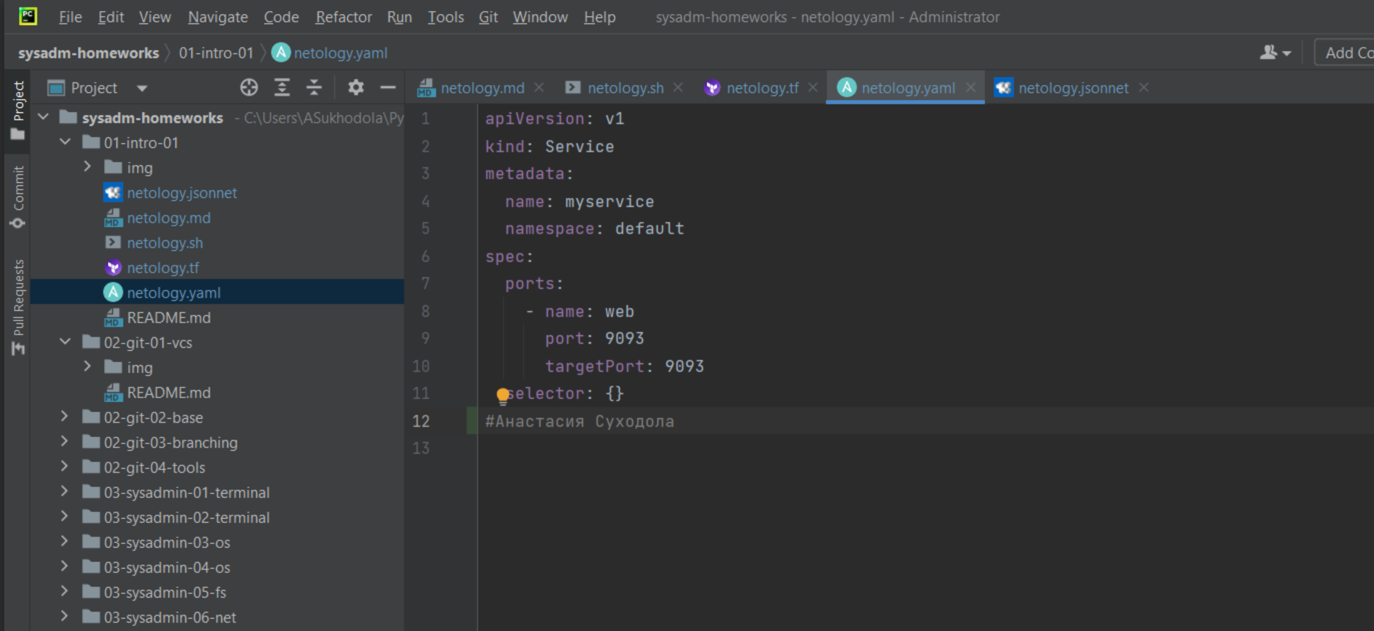 PC File Edit View Navigate Code Refactor Run Tools Git Window Help sysadm-homeworks - netology.yaml - Administrator
sysadm-homeworks 01-intro-01 netology.yaml Add Co
Project netology.md netology.sh netology.tf netology.yaml netology.jsonnet
Project
Commit
Pull Requests
sysadm-homeworks - C:\Users\ASukhodola\Py
01-intro-01
img
netology.jsonnet
netology.md
netology.sh
netology.tf
netology.yaml
README.md
02-git-01-vcs
img
README.md
02-git-02-base
02-git-03-branching
02-git-04-tools
03-sysadmin-01-terminal
03-sysadmin-02-terminal
03-sysadmin-03-os
03-sysadmin-04-os
03-sysadmin-05-fs
03-sysadmin-06-net
1 apiVersion: v1
2 kind: Service
3 metadata:
4 name: myservice
5 namespace: default
6 spec:
7 ports:
8 - name: web
9 port: 9093
10 targetPort: 9093
11 selector: {}
12 #Анастасия Суходола
13